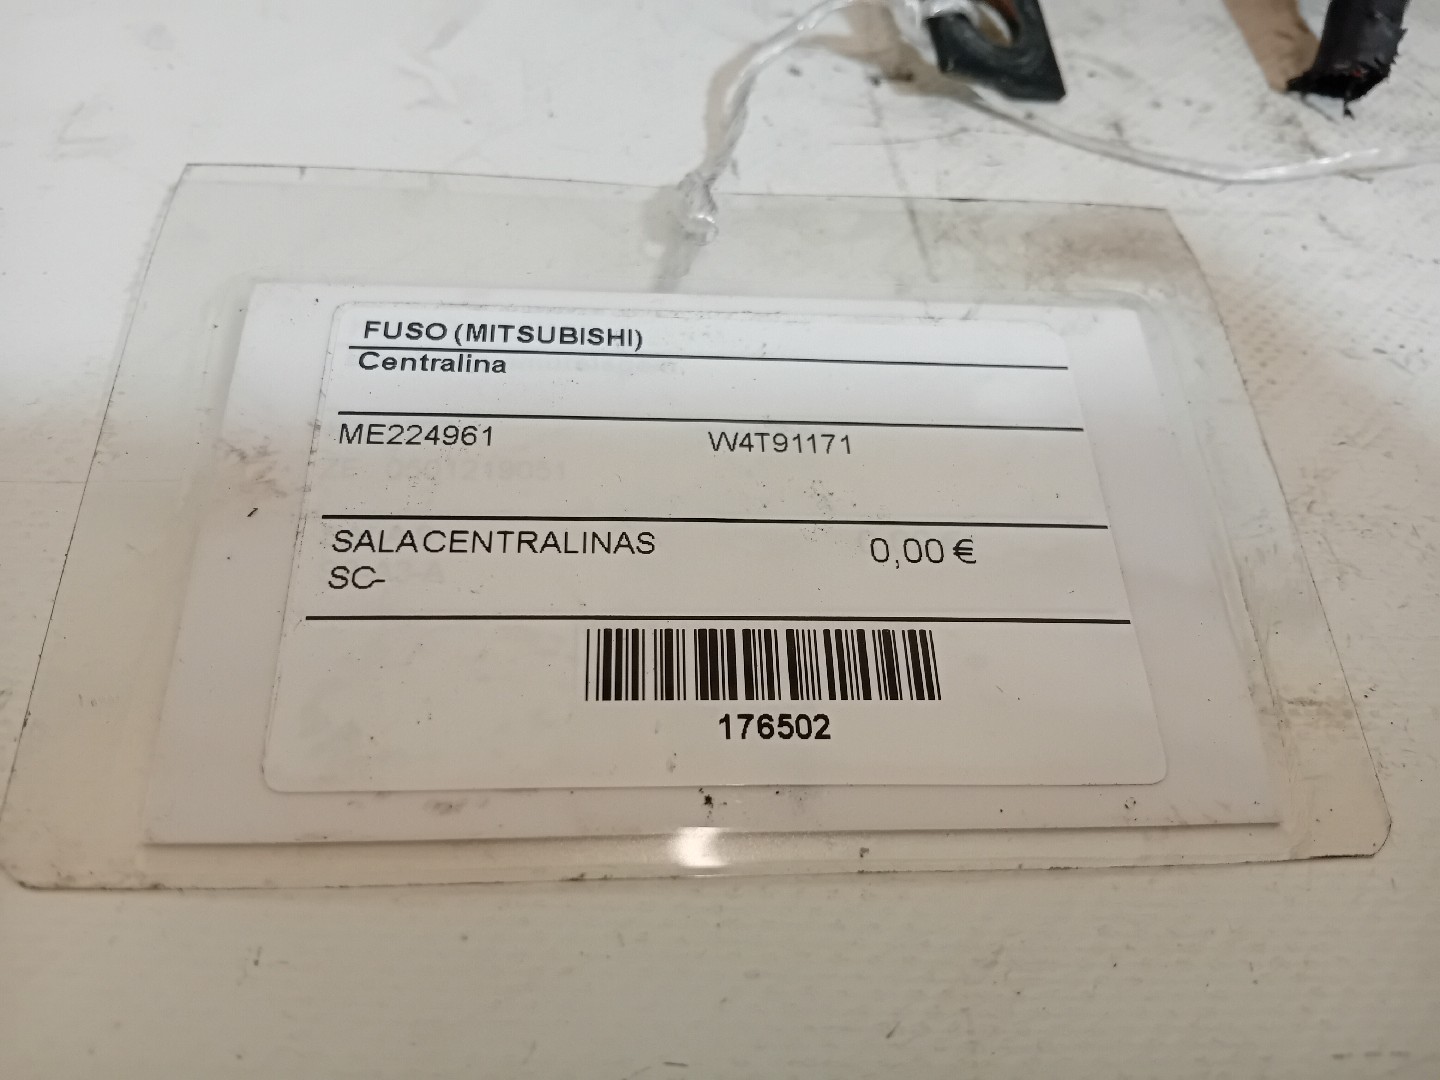 FUSO (MITSUBISHI)
Centralina
ME224961 W4T91171
SALACENTRALINAS 0,00 €
SC-
176502